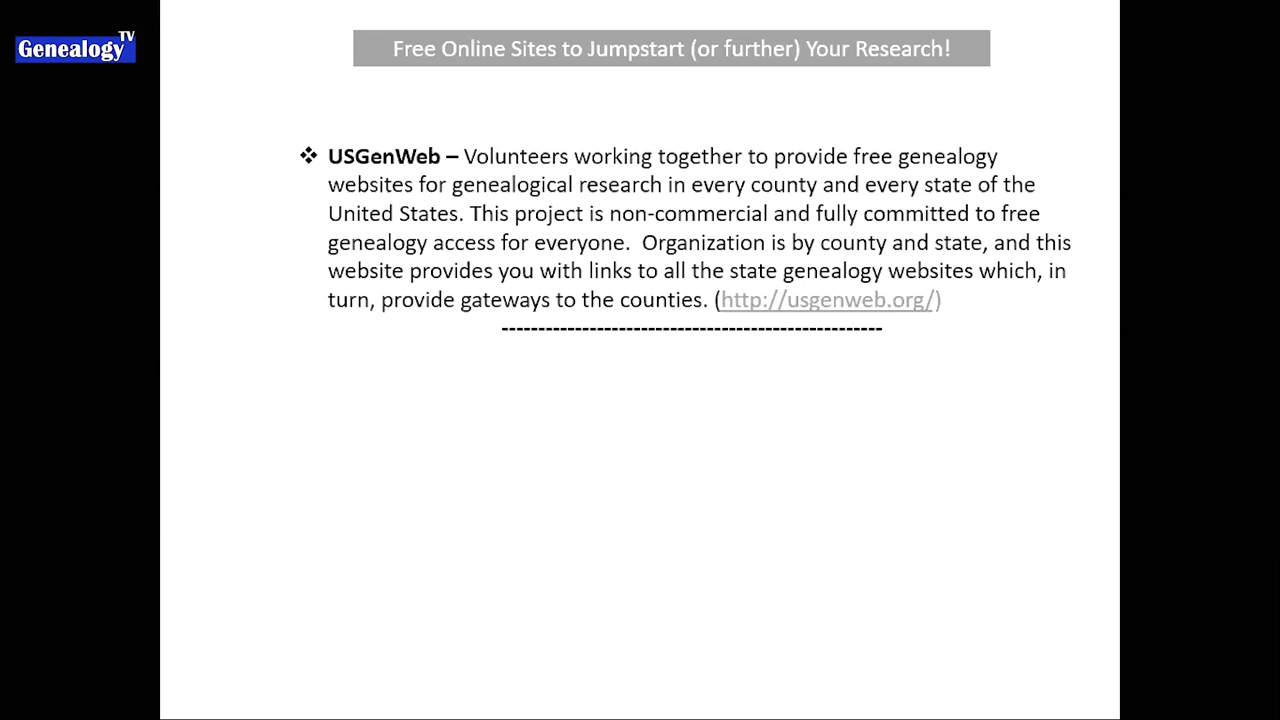 Genealogy TV
Free Online Sites to Jumpstart (or further) Your Research!
❖ USGenWeb – Volunteers working together to provide free genealogy
websites for genealogical research in every county and every state of the
United States. This project is non-commercial and fully committed to free
genealogy access for everyone.  Organization is by county and state, and this
website provides you with links to all the state genealogy websites which, in
turn, provide gateways to the counties. (http://usgenweb.org/)
----------------------------------------------------